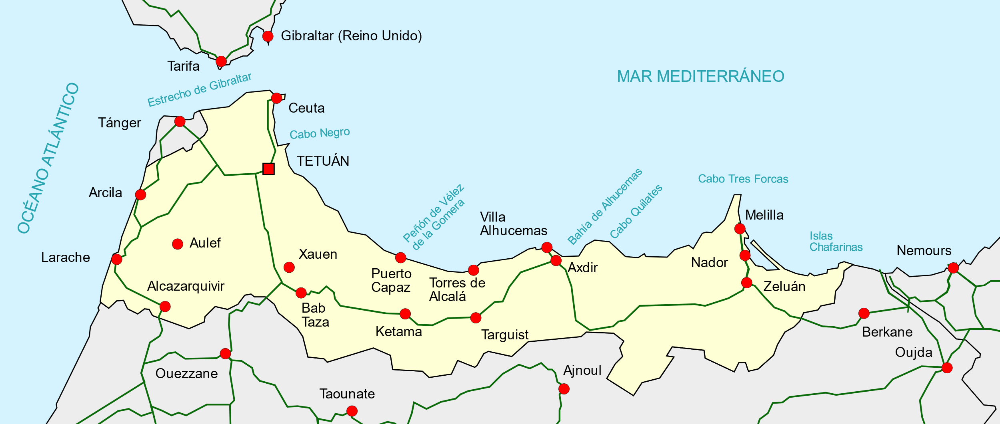 Gibraltar (Reino Unido)
Tarifa
Estrecho de Gibraltar
MAR MEDITERRÁNEO
OCÉANO ATLÁNTICO
Ceuta
Tánger
Cabo Negro
TETUÁN
Arcila
Cabo Tres Forcas
Peñón de Vélez
de la Gomera
Villa
Alhucemas
Bahía de Alhucemas
Cabo Quilates
Melilla
Islas
Chafarinas
Nemours
Aulef
Larache
Xauen
Puerto
Capaz
Torres de
Alcalá
Axdir
Nador
Zeluán
Alcazarquivir
Bab
Taza
Ketama
Targuist
Berkane
Oujda
Ouezzane
Ajnoul
Taounate